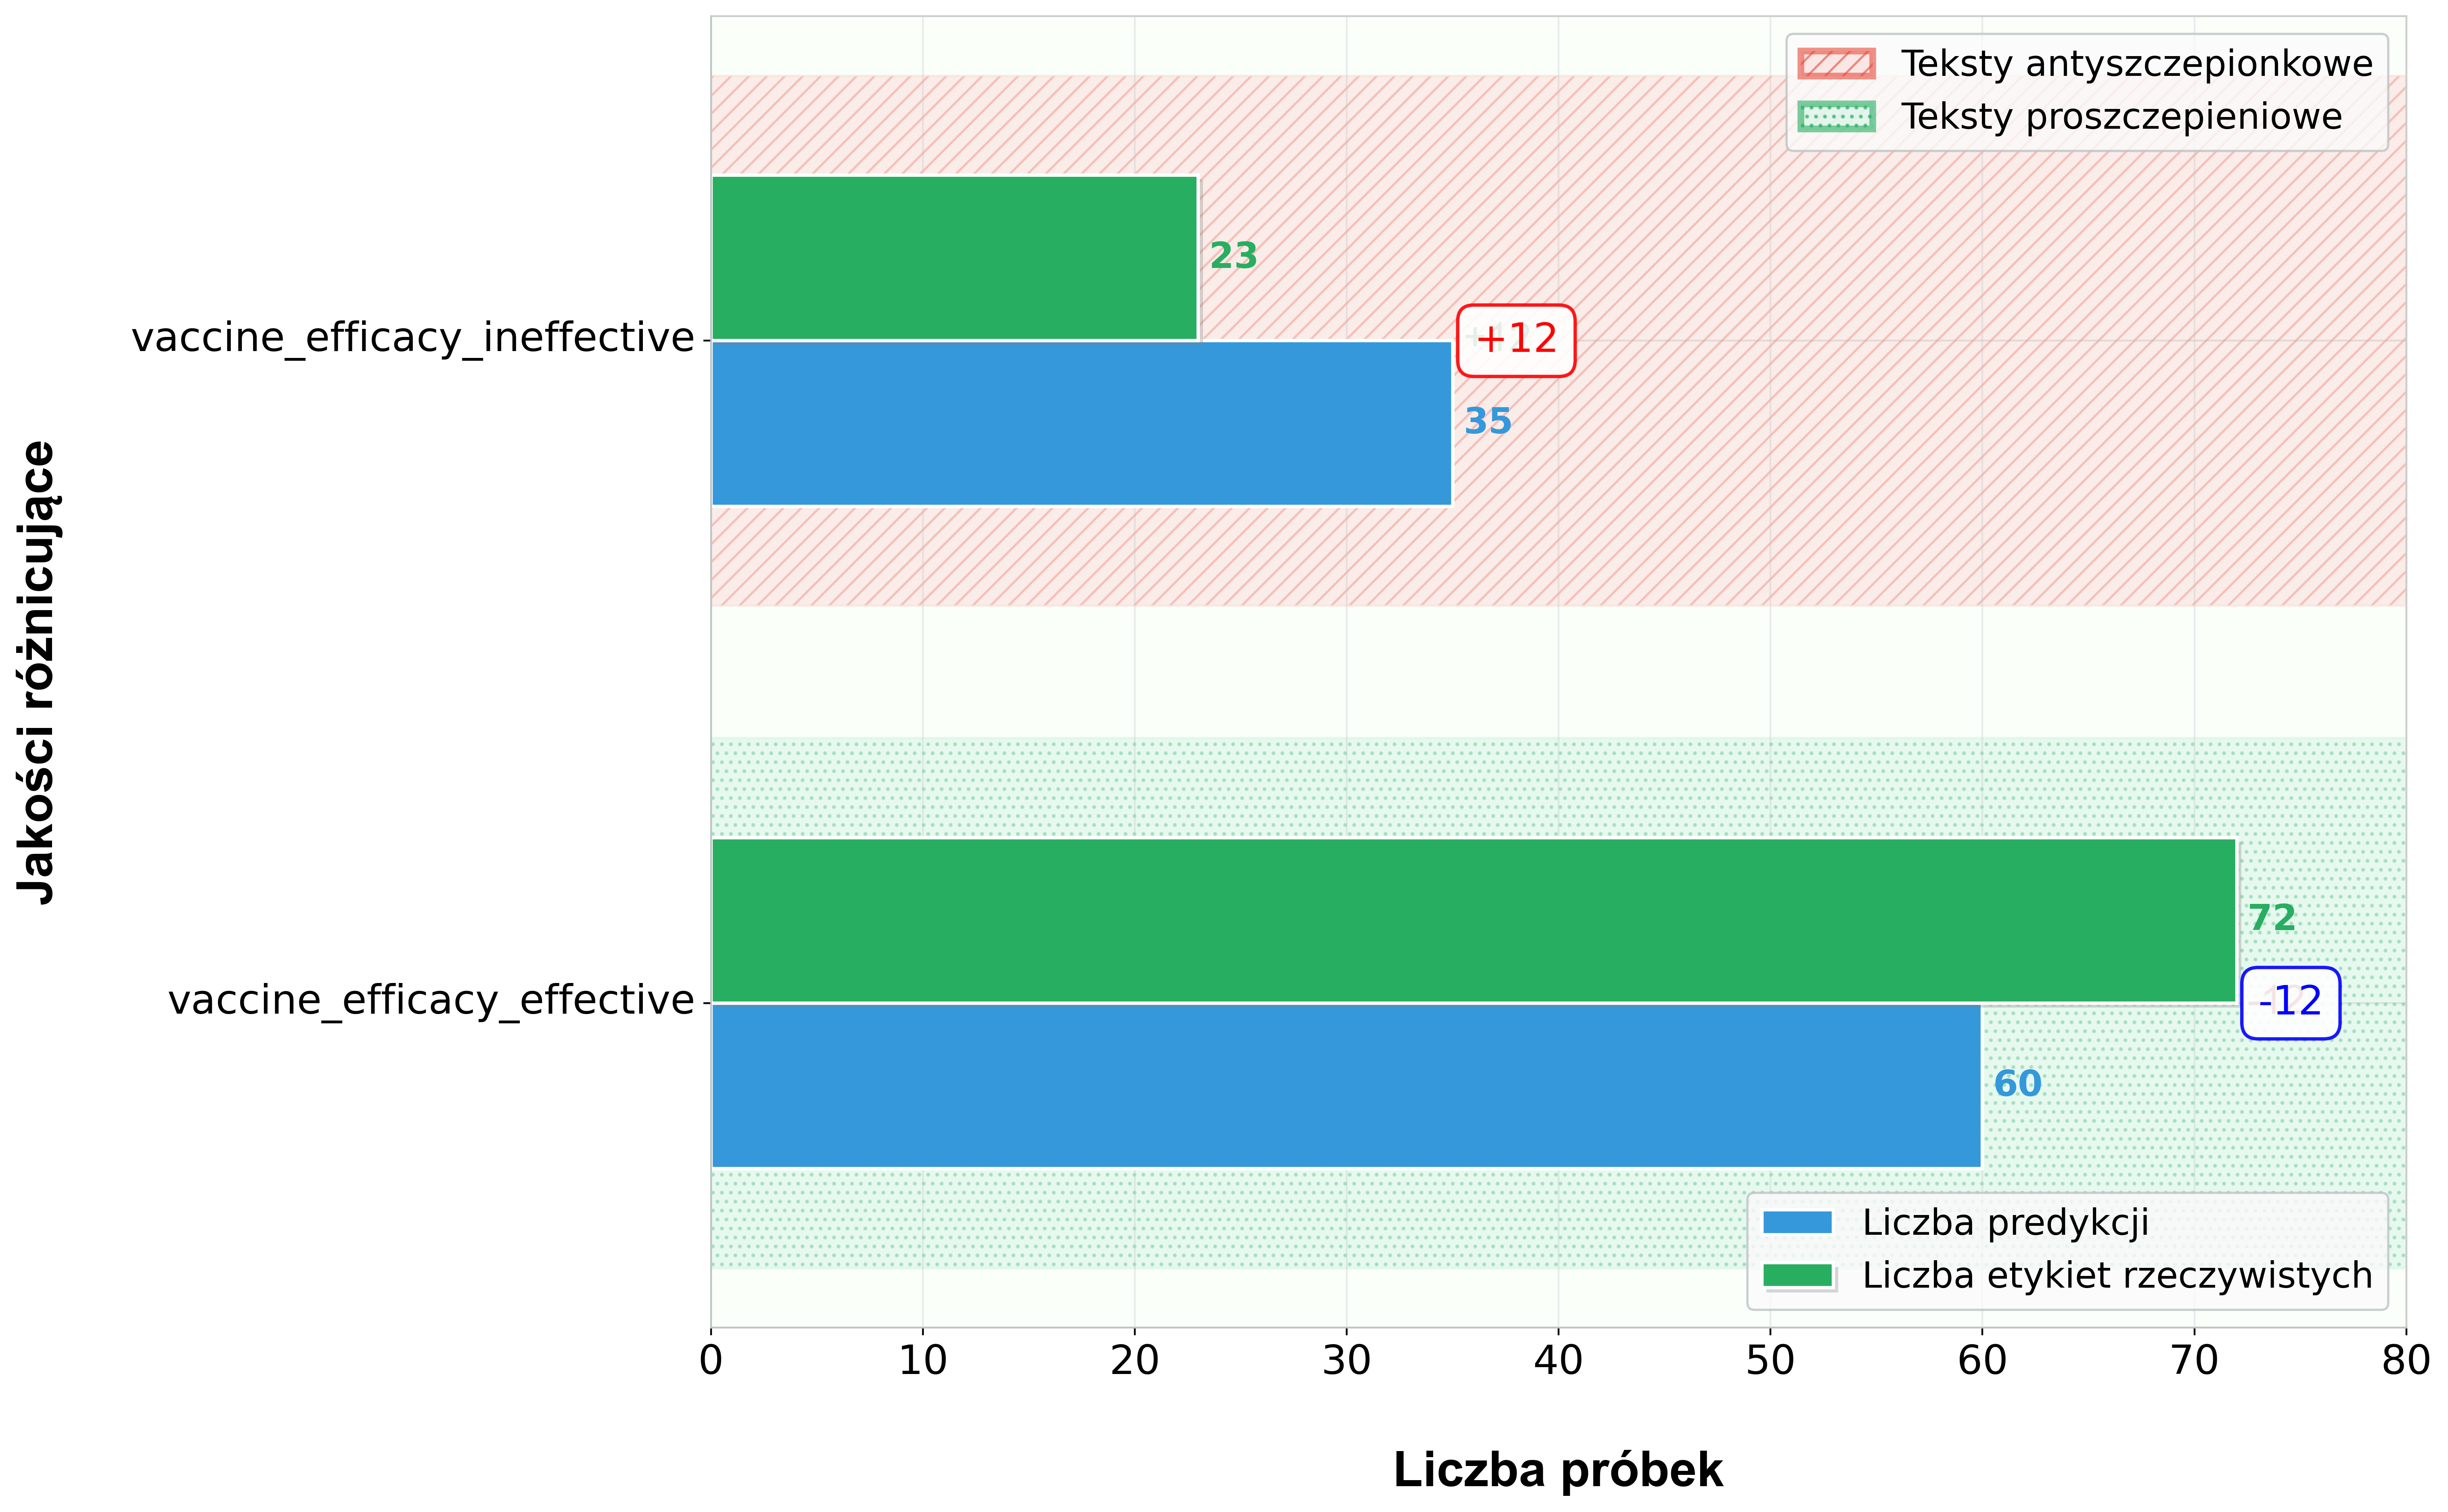 Teksty antyszczepionkowe
Teksty proszczepieniowe
23
vaccine_efficacy_ineffective
+12
35
Jakości różnicujące
72
vaccine_efficacy_effective
-12
60
Liczba predykcji
Liczba etykiet rzeczywistych
0 10 20 30 40 50 60 70 80
Liczba próbek